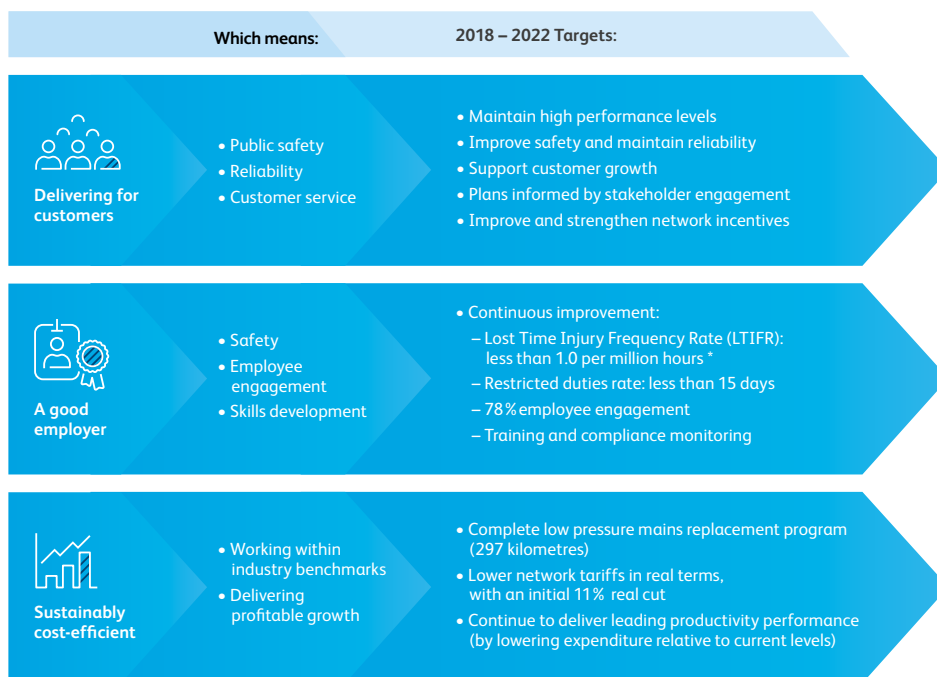 Which means:
2018 – 2022 Targets:
Delivering for
customers
• Public safety
• Reliability
• Customer service
• Maintain high performance levels
• Improve safety and maintain reliability
• Support customer growth
• Plans informed by stakeholder engagement
• Improve and strengthen network incentives
A good
employer
• Safety
• Employee
engagement
• Skills development
• Continuous improvement:
– Lost Time Injury Frequency Rate (LTIFR):
less than 1.0 per million hours *
– Restricted duties rate: less than 15 days
– 78% employee engagement
– Training and compliance monitoring
Sustainably
cost-efficient
• Working within
industry benchmarks
• Delivering
profitable growth
• Complete low pressure mains replacement program
(297 kilometres)
• Lower network tariffs in real terms,
with an initial 11% real cut
• Continue to deliver leading productivity performance
(by lowering expenditure relative to current levels)